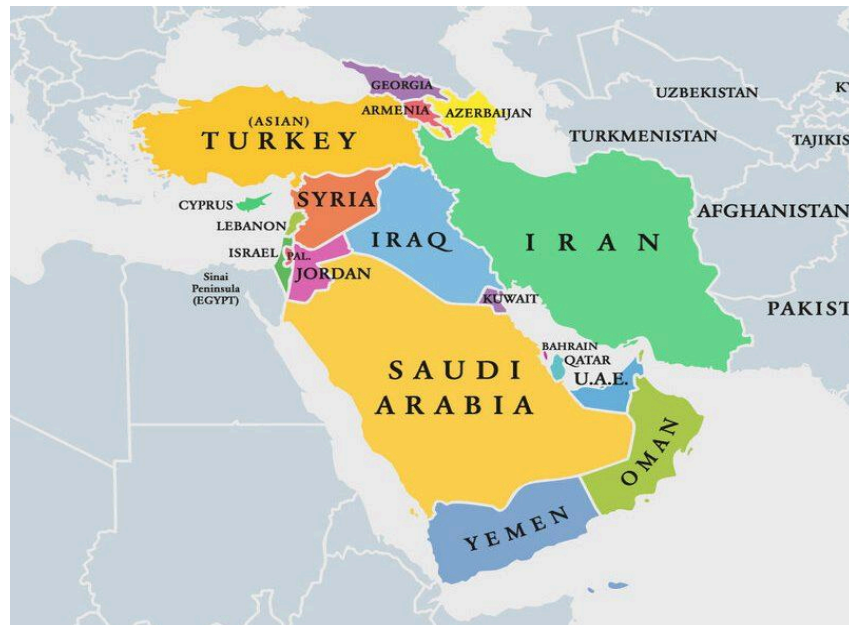 GEORGIA
UZBEKISTAN
KY
ARMENIA
AZERBAIJAN
(ASIAN)
TURKEY
TURKMENISTAN
TAJIKIS
CYPRUS
SYRIA
LEBANON
AFGHANISTAN
IRAQ
IRAN
ISRAEL
PAL.
JORDAN
Sinai
Peninsula
(EGYPT)
KUWAIT
PAKIST
BAHRAIN
QATAR
SAUDI
ARABIA
U.A.E.
OMAN
YEMEN